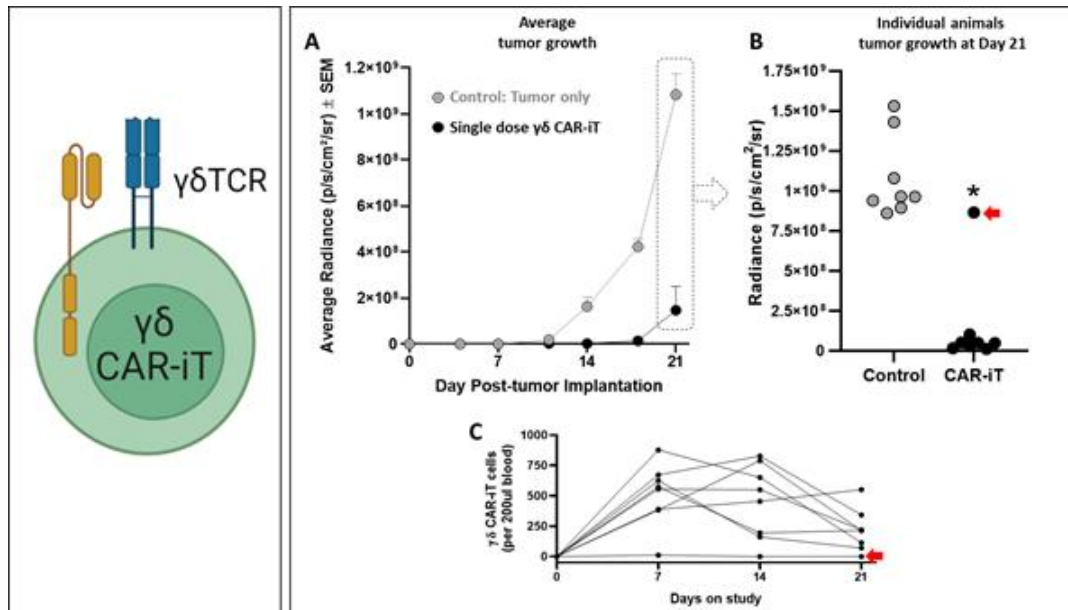 γδTCR
γδ
CAR-iT
Average
tumor growth
A
Average Radiance (p/s/cm²/sr) ± SEM
1.2×10⁹
1×10⁹
8×10⁸
6×10⁸
4×10⁸
2×10⁸
0
Control: Tumor only
Single dose γδ CAR-iT
0 7 14 21
Day Post-tumor Implantation
Individual animals
tumor growth at Day 21
B
Radiance (p/s/cm²/sr)
1.75×10⁹
1.5×10⁹
1.25×10⁹
1×10⁹
7.5×10⁸
5×10⁸
2.5×10⁸
0
*
Control CAR-iT
C
γδ CAR-iT cells
(per 200ul blood)
1000
750
500
250
0
0 7 14 21
Days on study